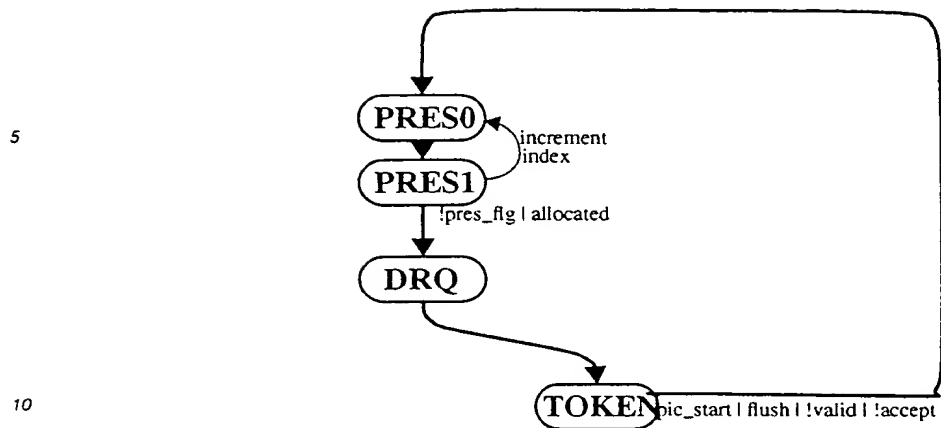 PRES0
5
increment
index
PRES1
!pres_flg | allocated
DRQ
10
TOKEN
pic_start | flush | !valid | !accept